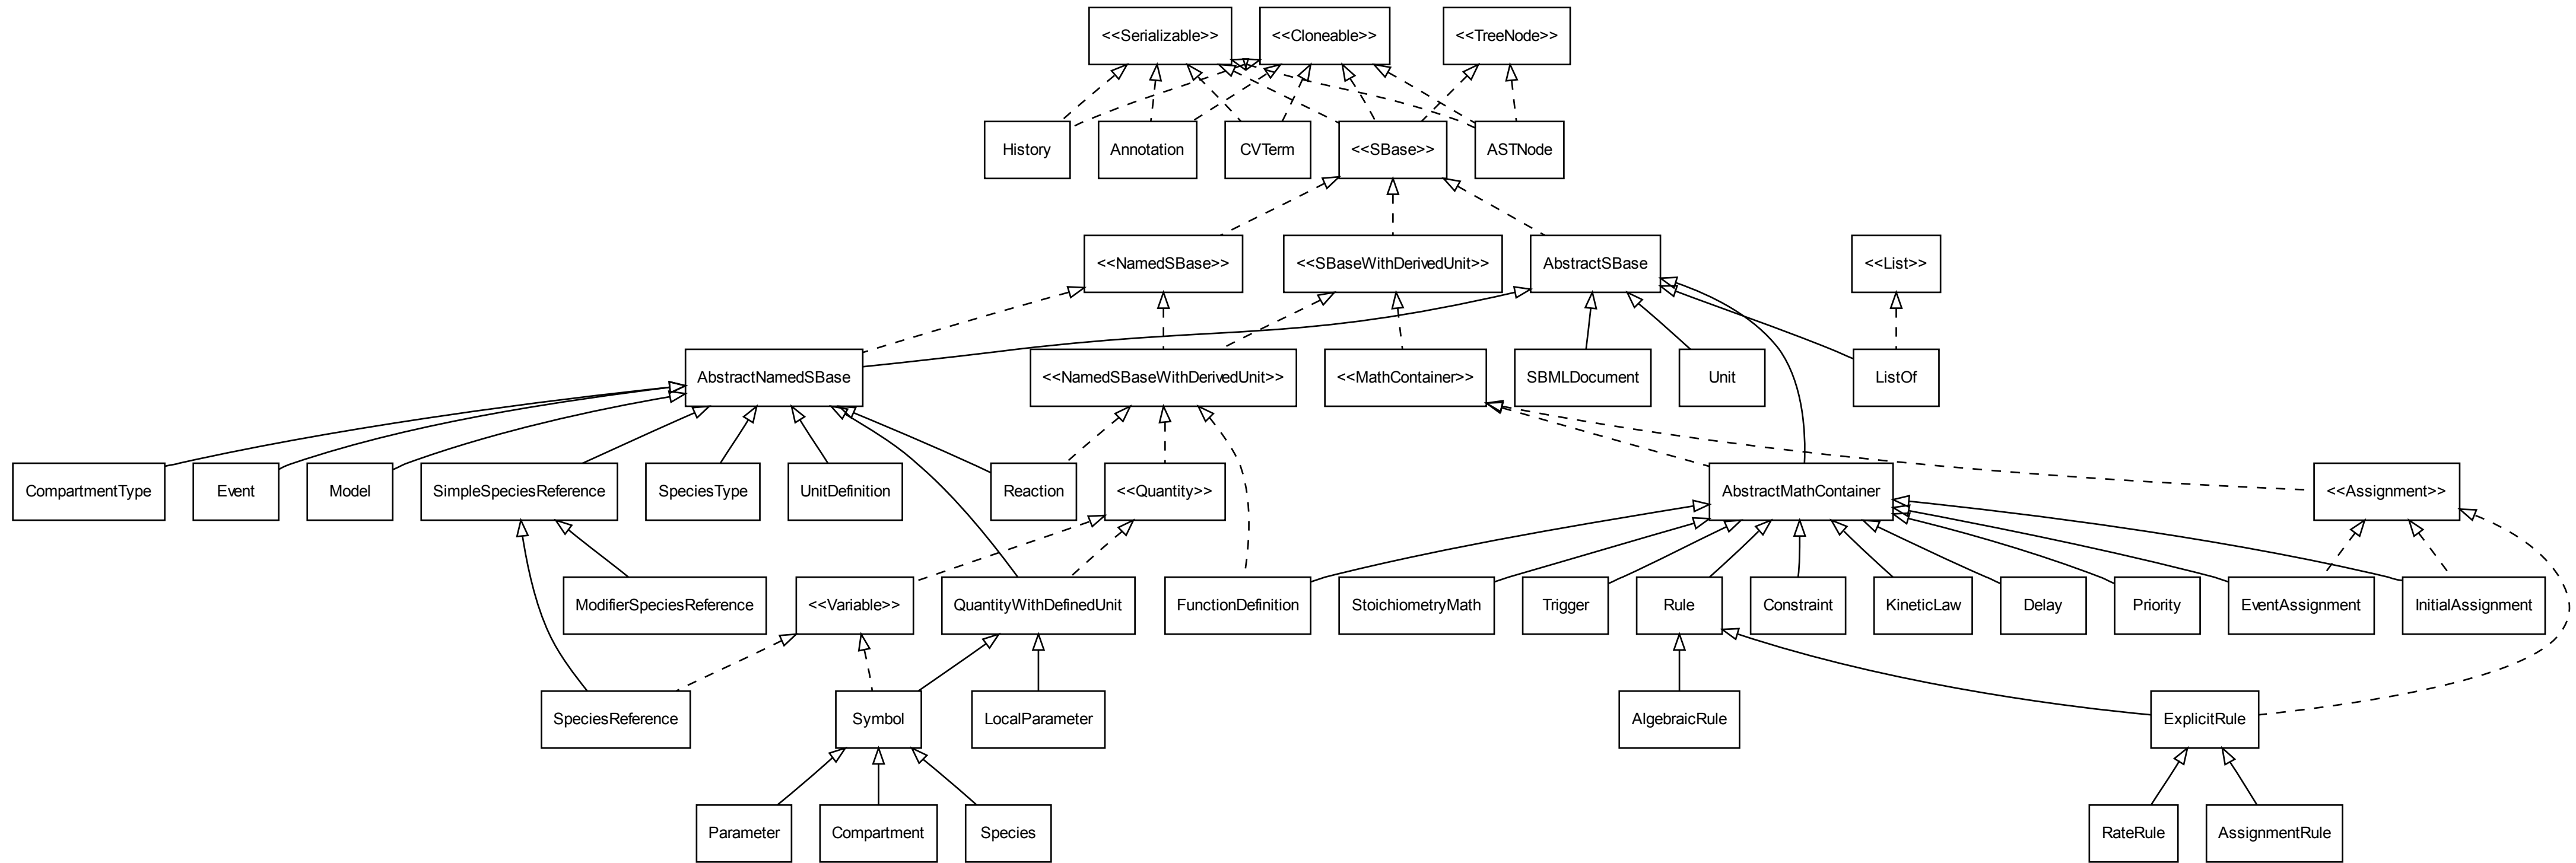 <<Serializable>>
<<Cloneable>>
<<TreeNode>>
History
Annotation
CVTerm
<<SBase>>
ASTNode
<<NamedSBase>>
<<SBaseWithDerivedUnit>>
AbstractSBase
<<List>>
AbstractNamedSBase
<<NamedSBaseWithDerivedUnit>>
<<MathContainer>>
SBMLDocument
Unit
ListOf
CompartmentType
Event
Model
SimpleSpeciesReference
SpeciesType
UnitDefinition
Reaction
<<Quantity>>
AbstractMathContainer
<<Assignment>>
ModifierSpeciesReference
<<Variable>>
QuantityWithDefinedUnit
FunctionDefinition
StoichiometryMath
Trigger
Rule
Constraint
KineticLaw
Delay
Priority
EventAssignment
InitialAssignment
SpeciesReference
Symbol
LocalParameter
AlgebraicRule
ExplicitRule
Parameter
Compartment
Species
RateRule
AssignmentRule